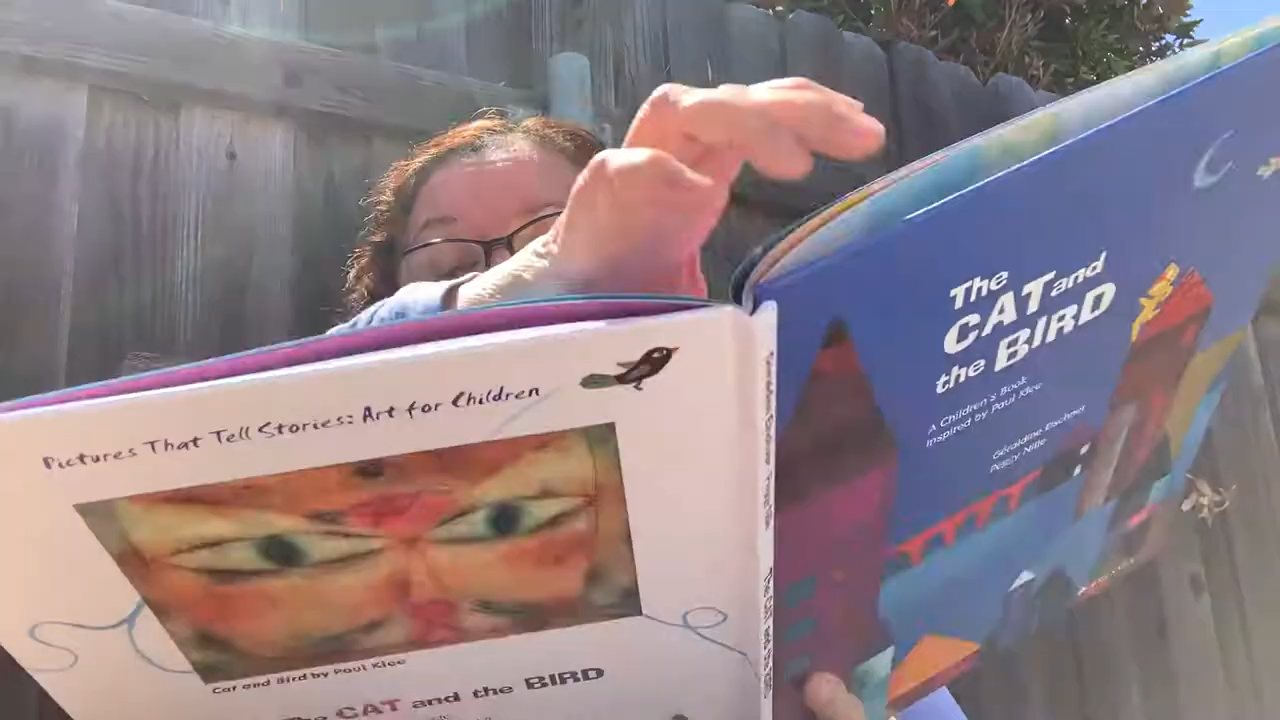 Pictures That Tell Stories: Art for Children
Cat and Bird by Paul Klee
The CAT and the BIRD
The
CAT and
the BIRD
A Children's Book
Inspired by Paul Klee
Géraldine Elschner
Peggy Nille